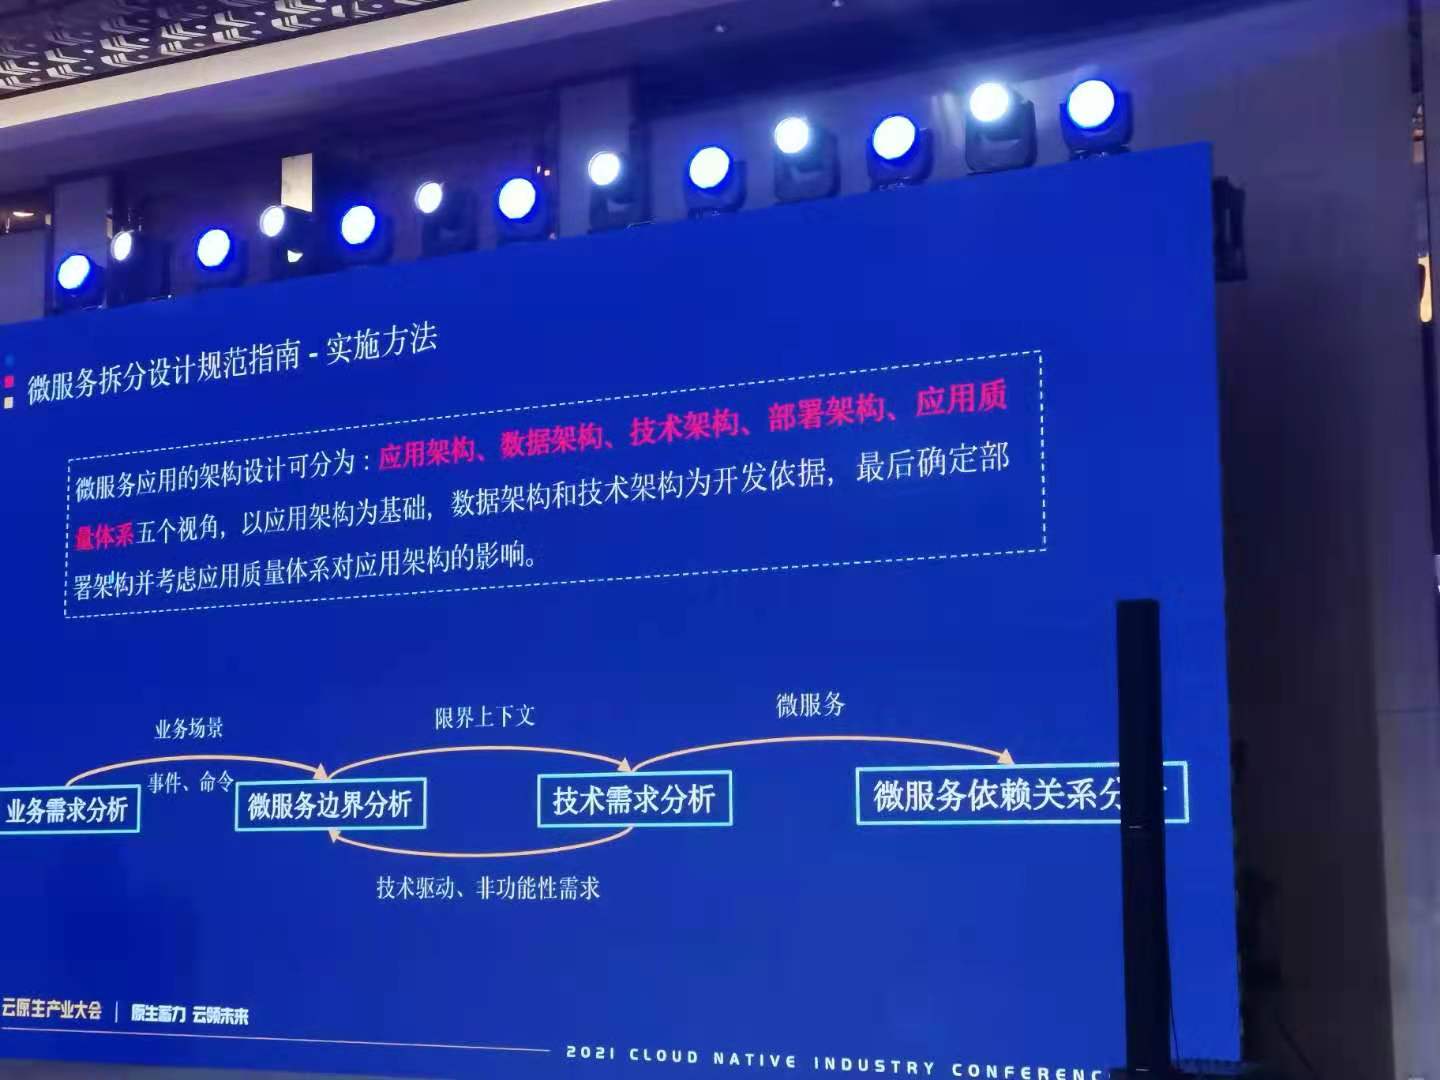 微服务拆分设计规范指南 - 实施方法
微服务应用的架构设计可分为：应用架构、数据架构、技术架构、部署架构、应用质
量体系五个视角，以应用架构为基础，数据架构和技术架构为开发依据，最后确定部
署架构并考虑应用质量体系对应用架构的影响。
业务场景
限界上下文
微服务
事件、命令
业务需求分析
微服务边界分析
技术需求分析
微服务依赖关系分
技术驱动、非功能性需求
云原生产业大会 | 原生蓄力 云领未来
2021 CLOUD NATIVE INDUSTRY CONFERENC